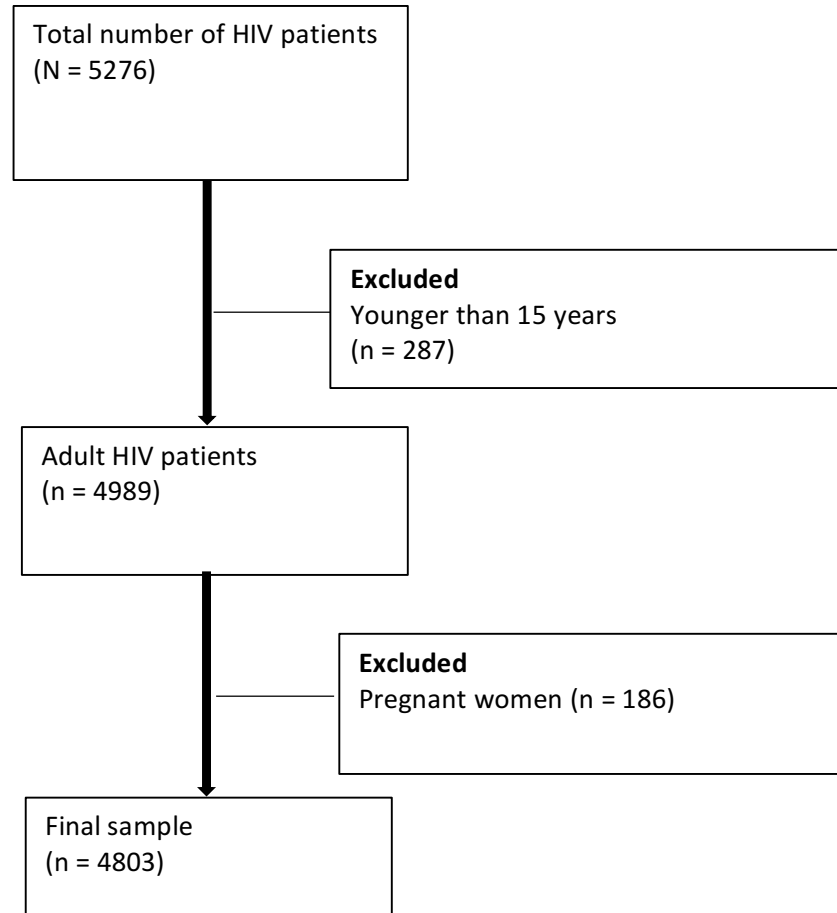 Total number of HIV patients
(N = 5276)
Excluded
Younger than 15 years
(n = 287)
Adult HIV patients
(n = 4989)
Excluded
Pregnant women (n = 186)
Final sample
(n = 4803)